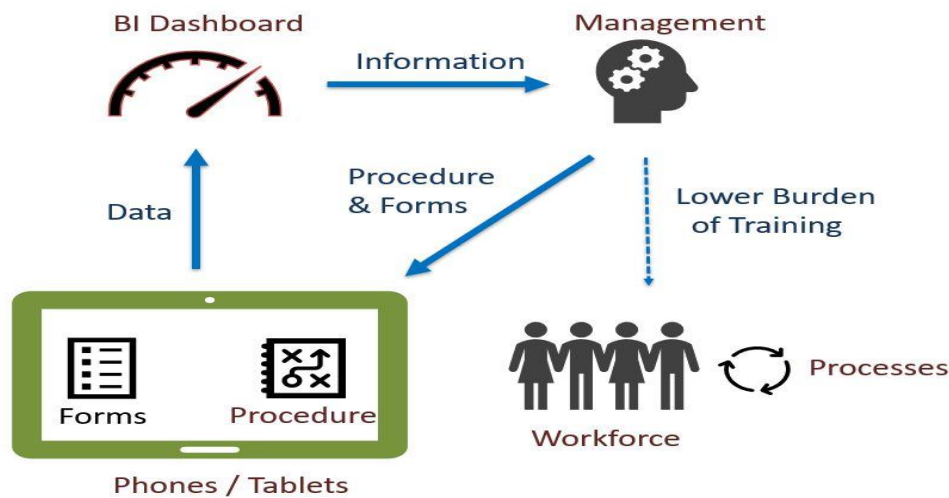 BI Dashboard
Management
Information
Procedure
& Forms
Data
Lower Burden
of Training
Forms
Procedure
Processes
Workforce
Phones / Tablets